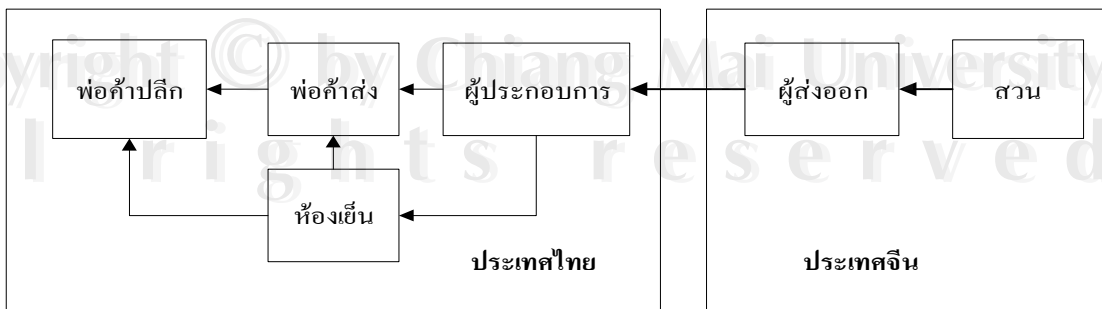 Copyright © by Chiang Mai University
พ่อค้าปลีก
พ่อค้าส่ง
ผู้ประกอบการ
ผู้ส่งออก
สวน
rights reserved
ห้องเย็น
ประเทศไทย
ประเทศจีน